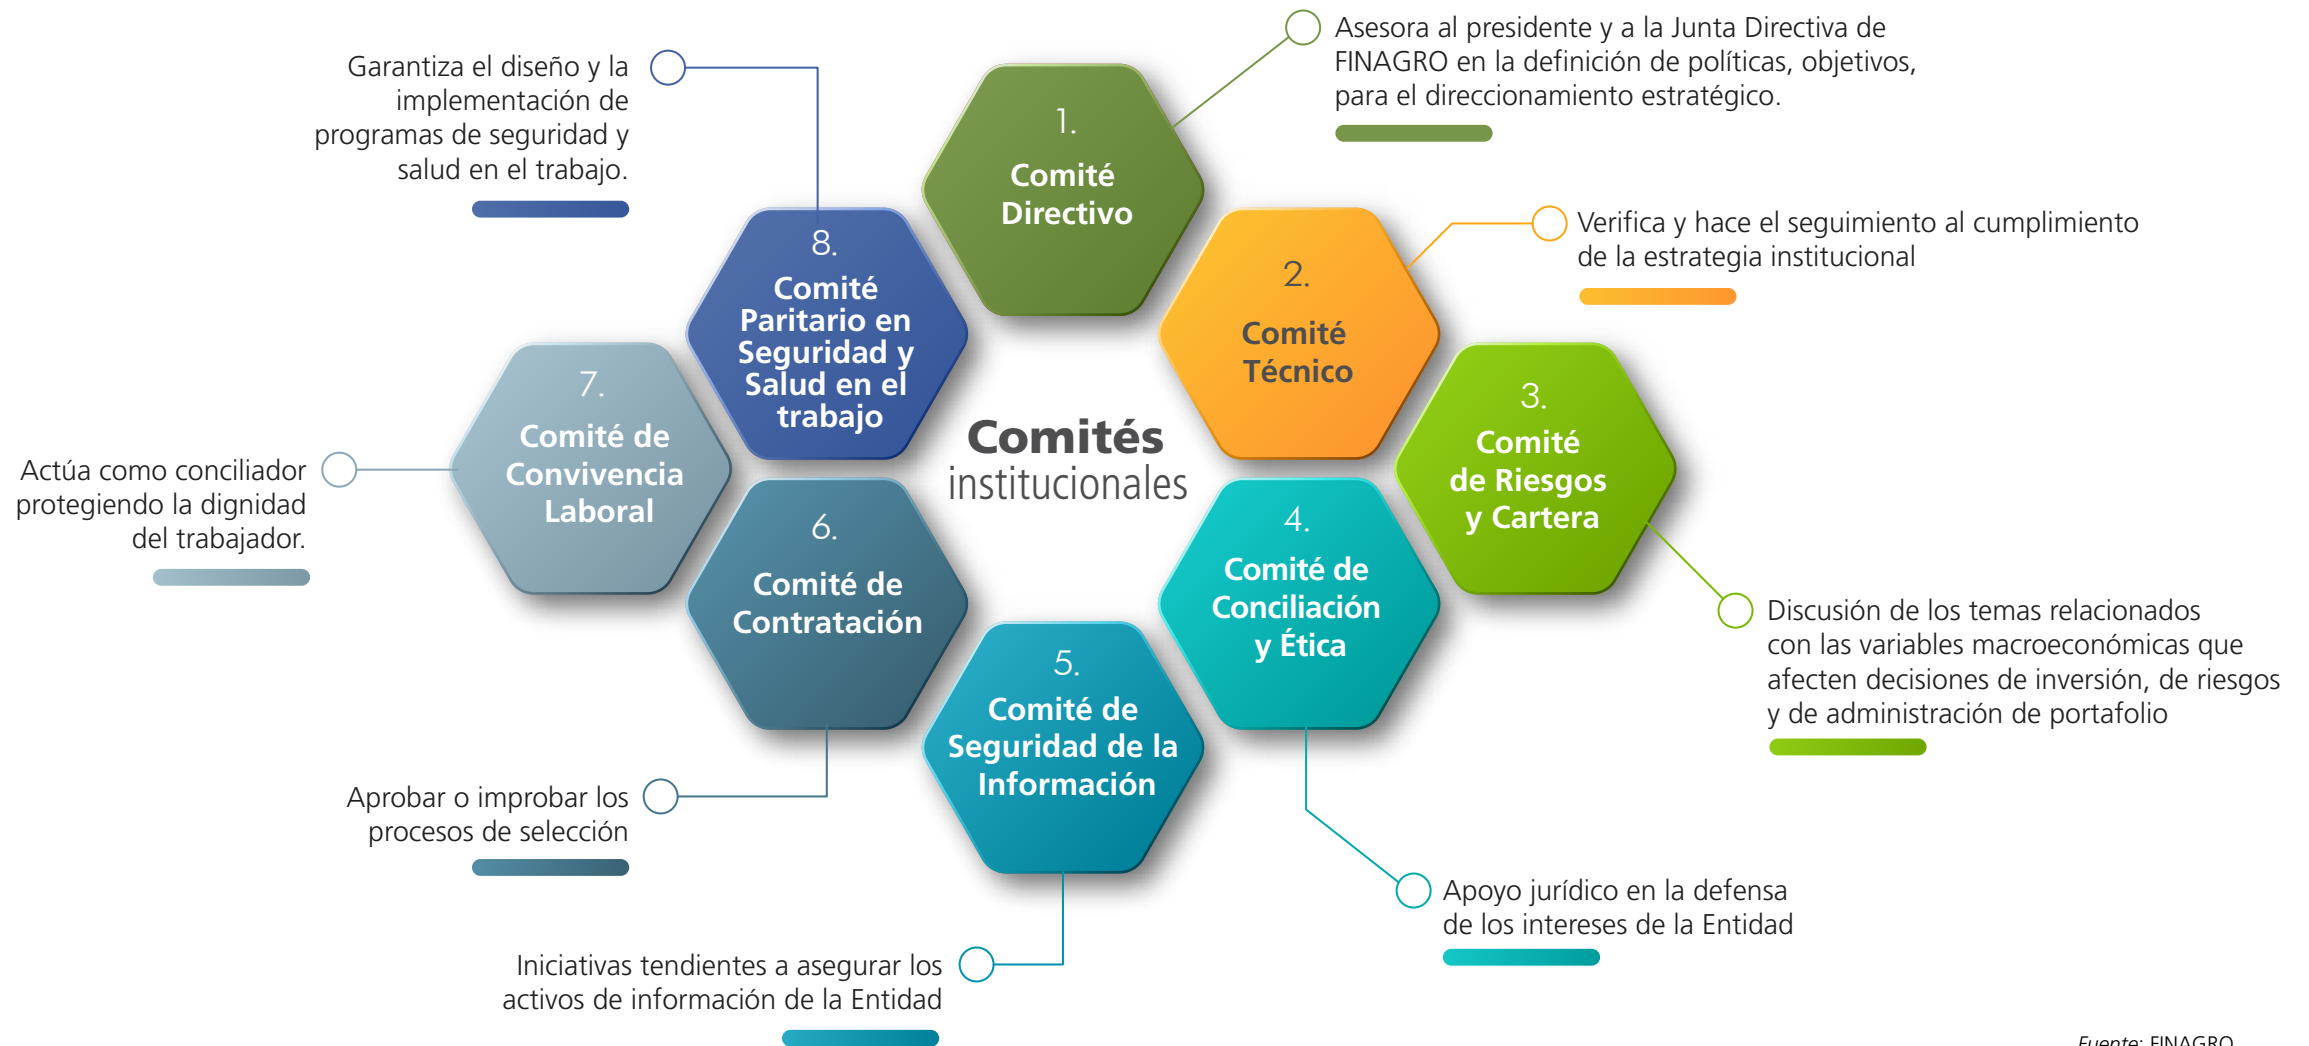 Comités
institucionales
1.
Comité
Directivo
Asesora al presidente y a la Junta Directiva de
FINAGRO en la definición de políticas, objetivos,
para el direccionamiento estratégico.
2.
Comité
Técnico
Verifica y hace el seguimiento al cumplimiento
de la estrategia institucional
3.
Comité
de Riesgos
y Cartera
Discusión de los temas relacionados
con las variables macroeconómicas que
afecten decisiones de inversión, de riesgos
y de administración de portafolio
4.
Comité de
Conciliación
y Ética
Apoyo jurídico en la defensa
de los intereses de la Entidad
5.
Comité de
Seguridad de la
Información
Iniciativas tendientes a asegurar los
activos de información de la Entidad
6.
Comité de
Contratación
Aprobar o improbar los
procesos de selección
7.
Comité de
Convivencia
Laboral
Actúa como conciliador
protegiendo la dignidad
del trabajador.
8.
Comité
Paritario en
Seguridad y
Salud en el
trabajo
Garantiza el diseño y la
implementación de
programas de seguridad y
salud en el trabajo.
Fuente: FINAGRO